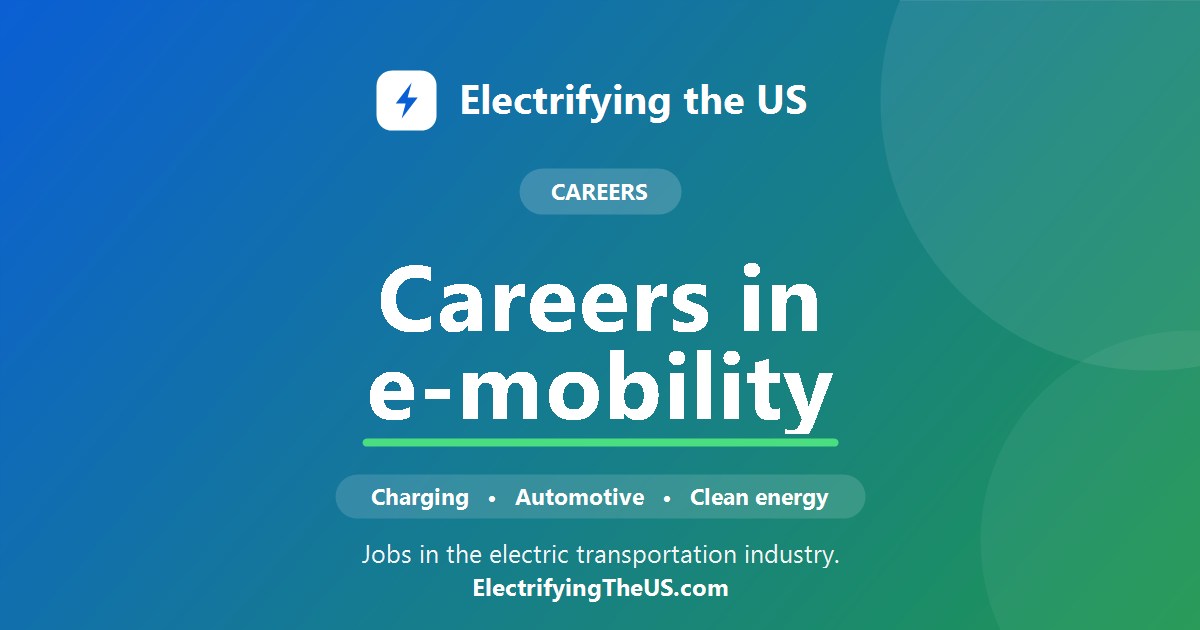 Electrifying the US
CAREERS
Careers in
e-mobility
Charging • Automotive • Clean energy
Jobs in the electric transportation industry.
ElectrifyingTheUS.com